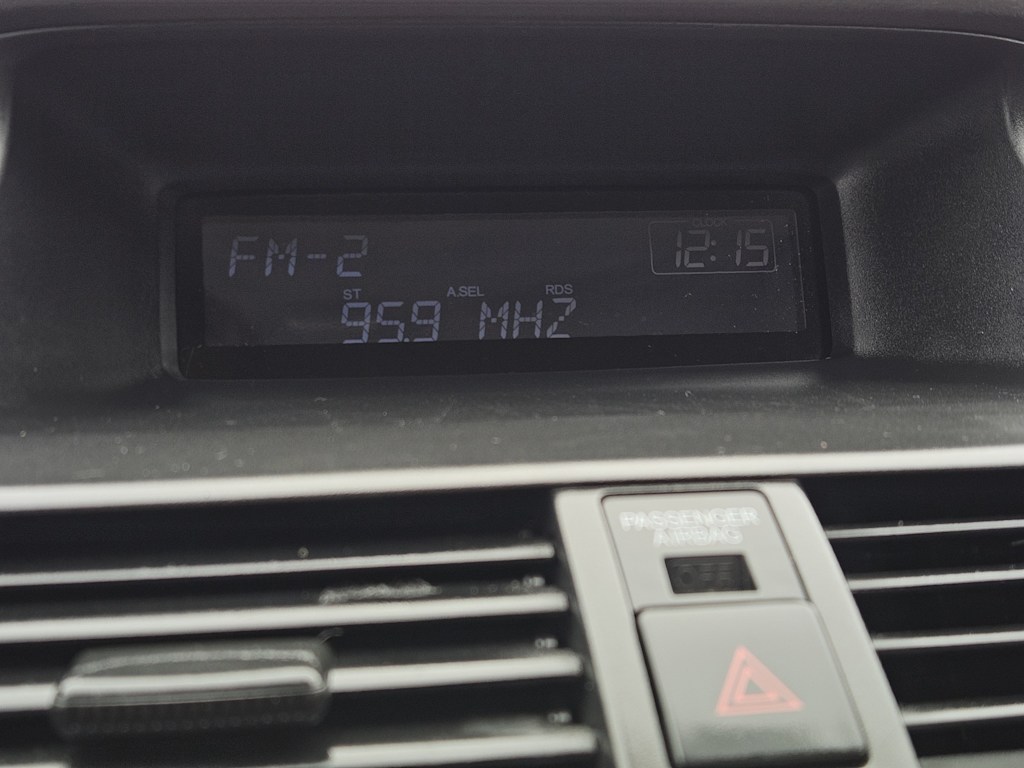 FM-2
CLOCK
12:15
ST A.SEL RDS
95.9 MHZ
PASSENGER
AIRBAG
OFF